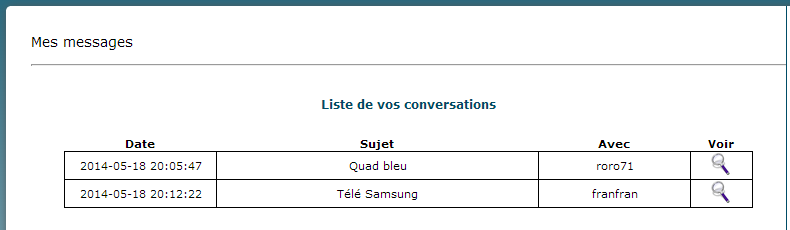 Mes messages
Liste de vos conversations
Date Sujet Avec Voir
2014-05-18 20:05:47 Quad bleu roro71
2014-05-18 20:12:22 Télé Samsung franfran